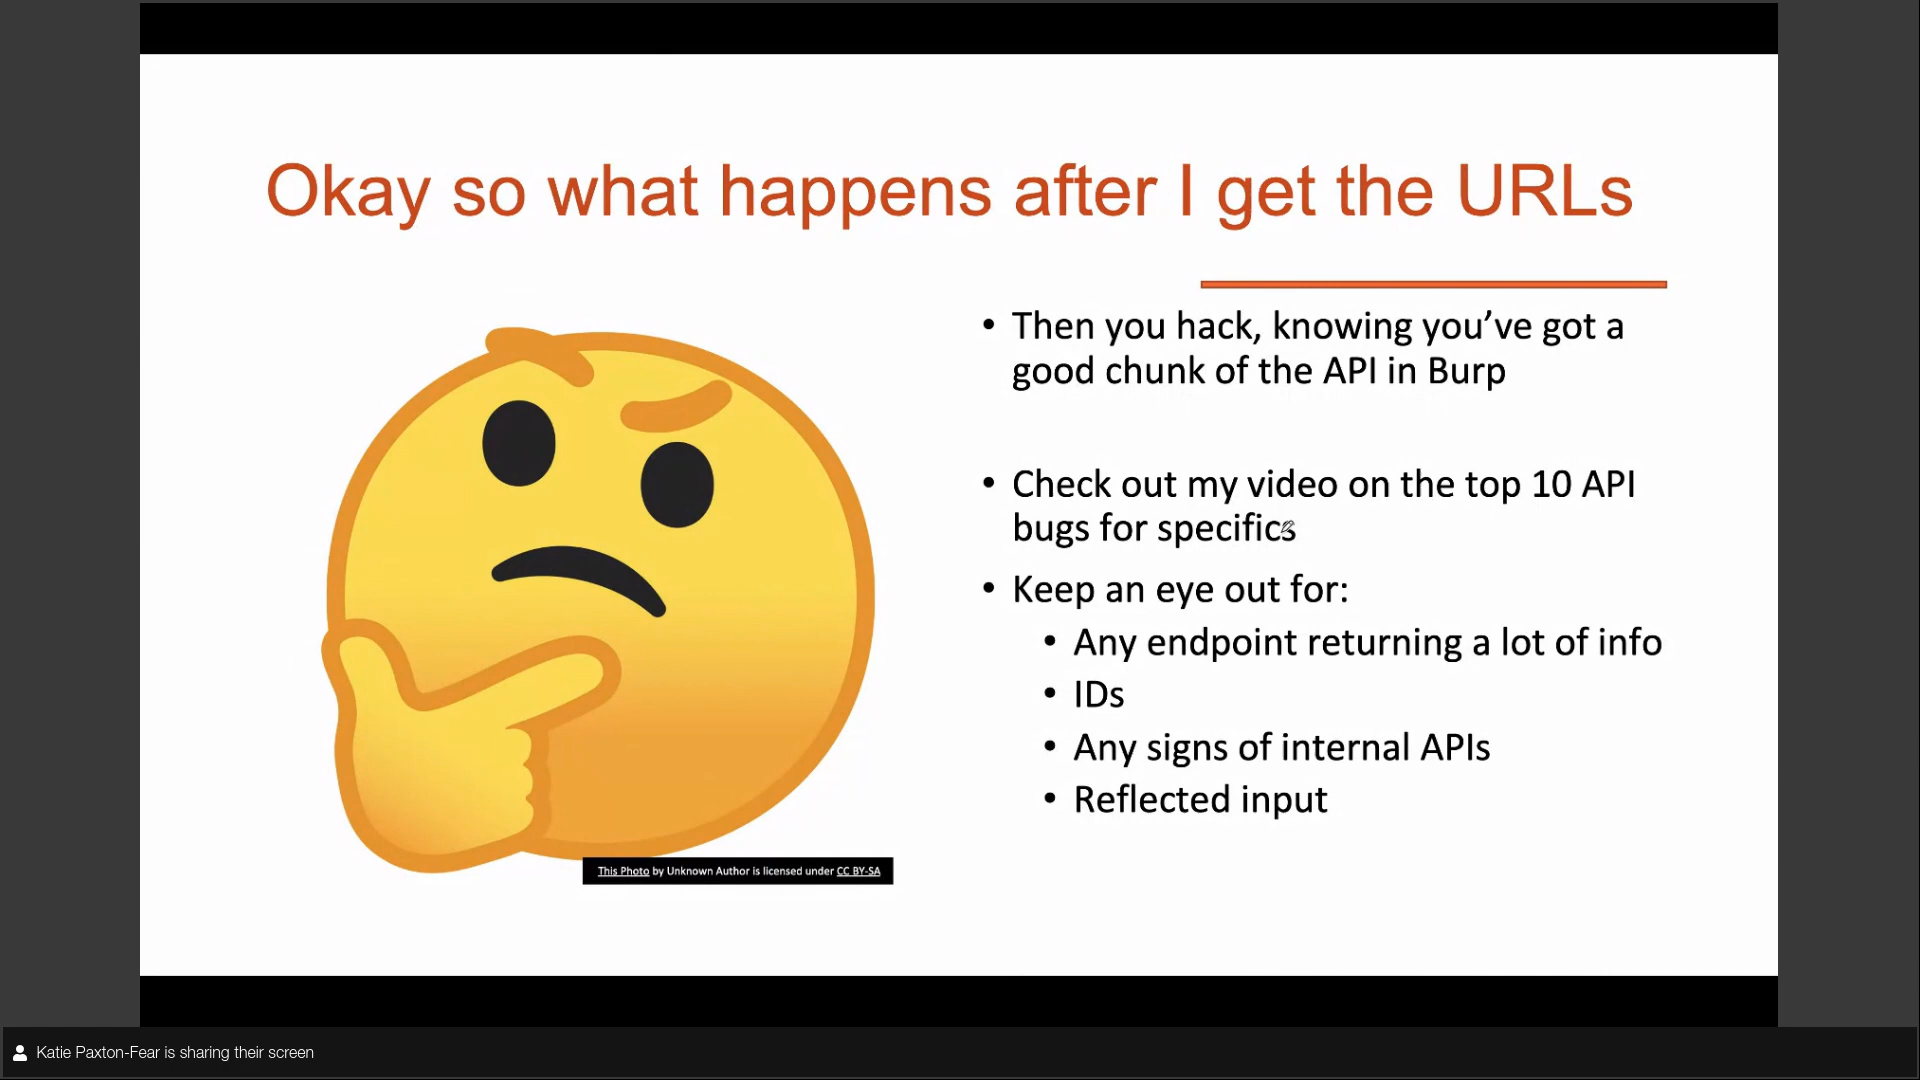 Okay so what happens after I get the URLs
• Then you hack, knowing you’ve got a
good chunk of the API in Burp
• Check out my video on the top 10 API
bugs for specifics
• Keep an eye out for:
• Any endpoint returning a lot of info
• IDs
• Any signs of internal APIs
• Reflected input
This Photo by Unknown Author is licensed under CC BY-SA
Katie Paxton-Fear is sharing their screen